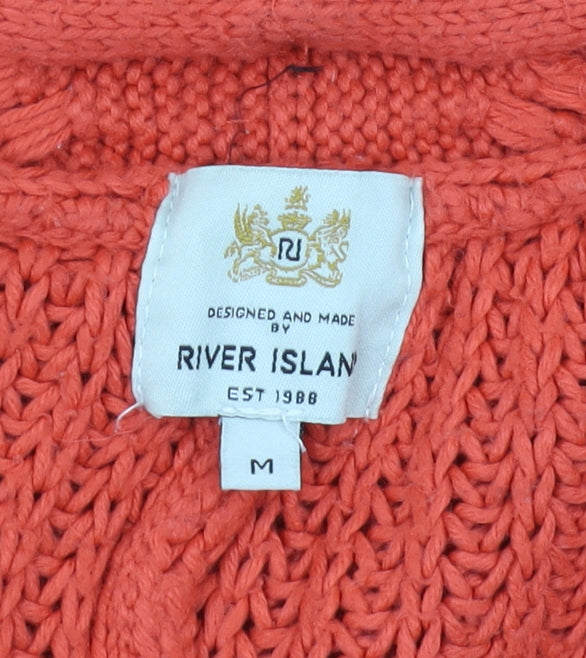 RI
DESIGNED AND MADE
BY
RIVER ISLAN
EST 1988
M